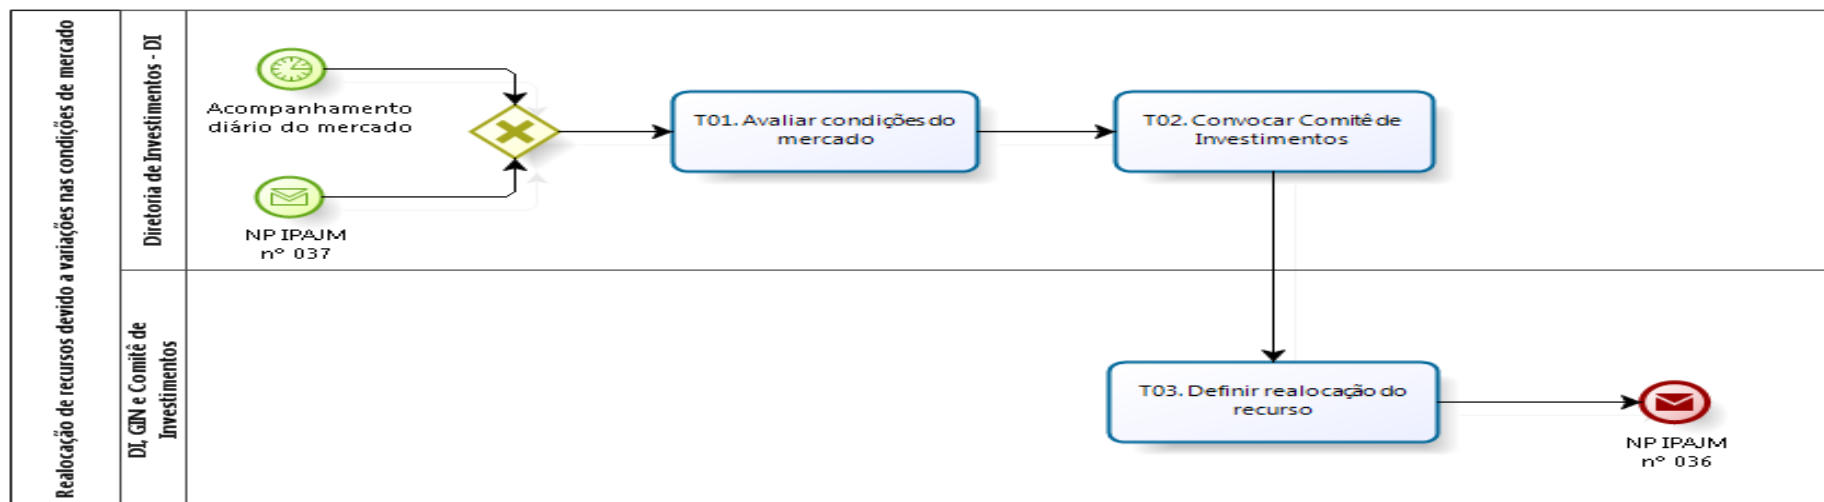 Realocação de recursos devido a variações nas condições de mercado
Diretoria de Investimentos - DI
Acompanhamento
diário do mercado
NP IPAJM
nº 037
T01. Avaliar condições do
mercado
T02. Convocar Comitê de
Investimentos
DI, GIN e Comitê de
Investimentos
T03. Definir realocação do
recurso
NP IPAJM
nº 036